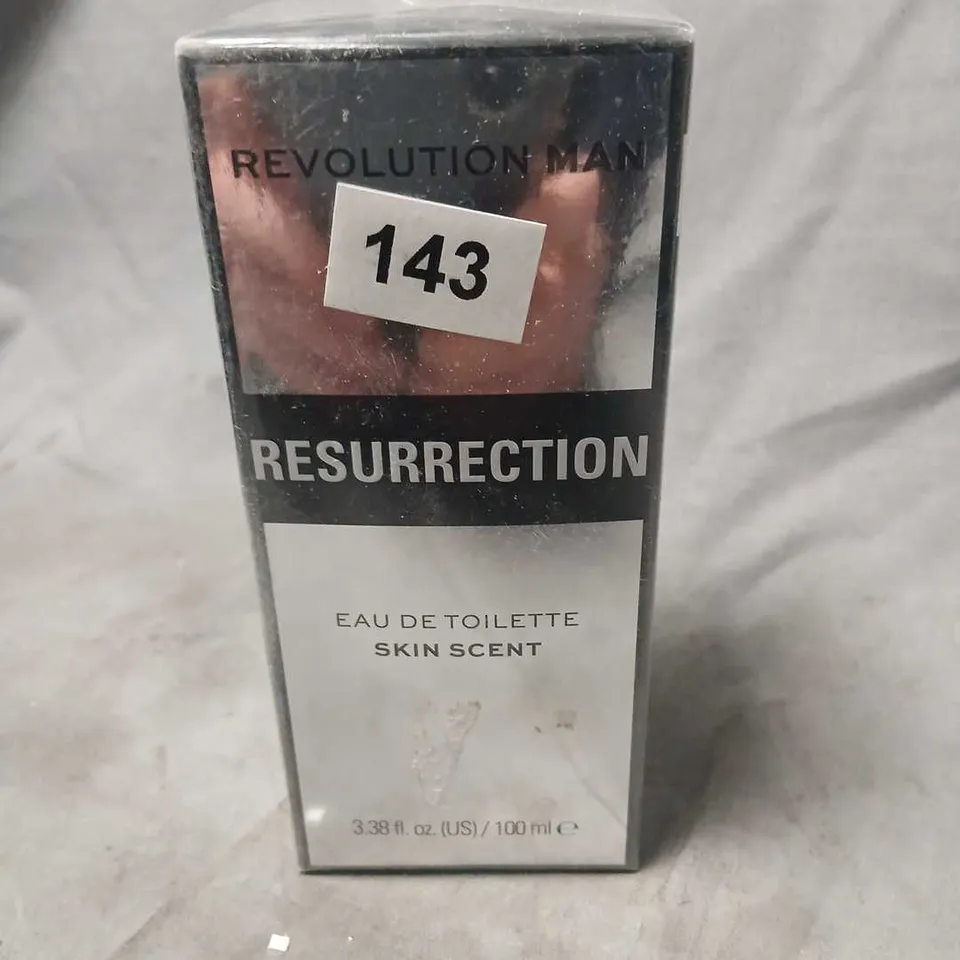 REVOLUTION MAN
143
RESURRECTION
EAU DE TOILETTE
SKIN SCENT
3.38 fl. oz. (US) / 100 ml ℮